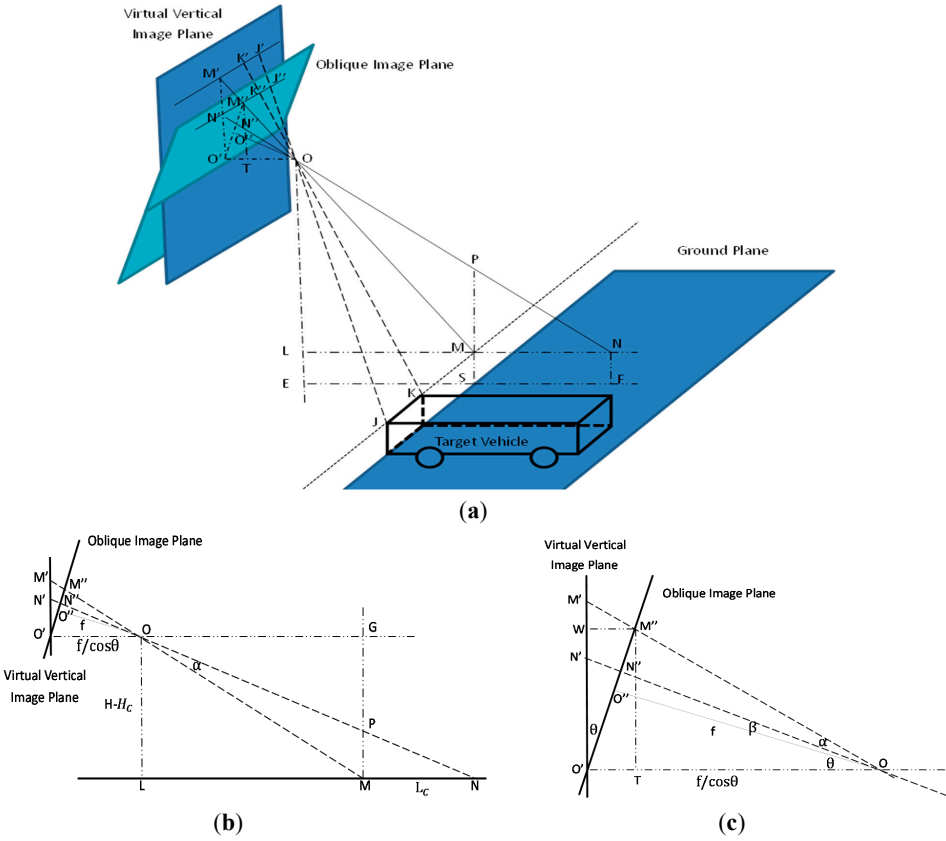 Virtual Vertical
Image Plane
Oblique Image Plane
M'
K'
J'
M''
K''
J''
N''
N''
O''
O'
T
O
Ground Plane
P
L
M
N
E
S
F
K
J
Target Vehicle
(a)
Oblique Image Plane
M'
M''
N'
N''
O''
O'
f
O
G
f/cosθ
Virtual Vertical
Image Plane
α
H-H_C
P
L
M
L_C
N
(b)
Virtual Vertical
Image Plane
Oblique Image Plane
M'
W
M''
N'
N''
O''
θ
f
β
α
θ
O'
O
T
f/cosθ
(c)